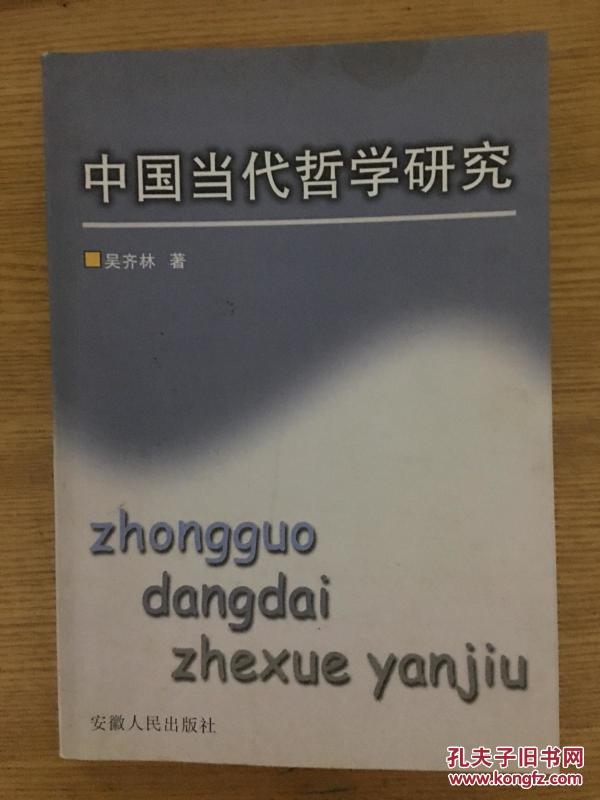 中国当代哲学研究
吴齐林 著
zhongguo
dangdai
zhexue yanjiu
安徽人民出版社
孔夫子旧书网
www.kongfz.com